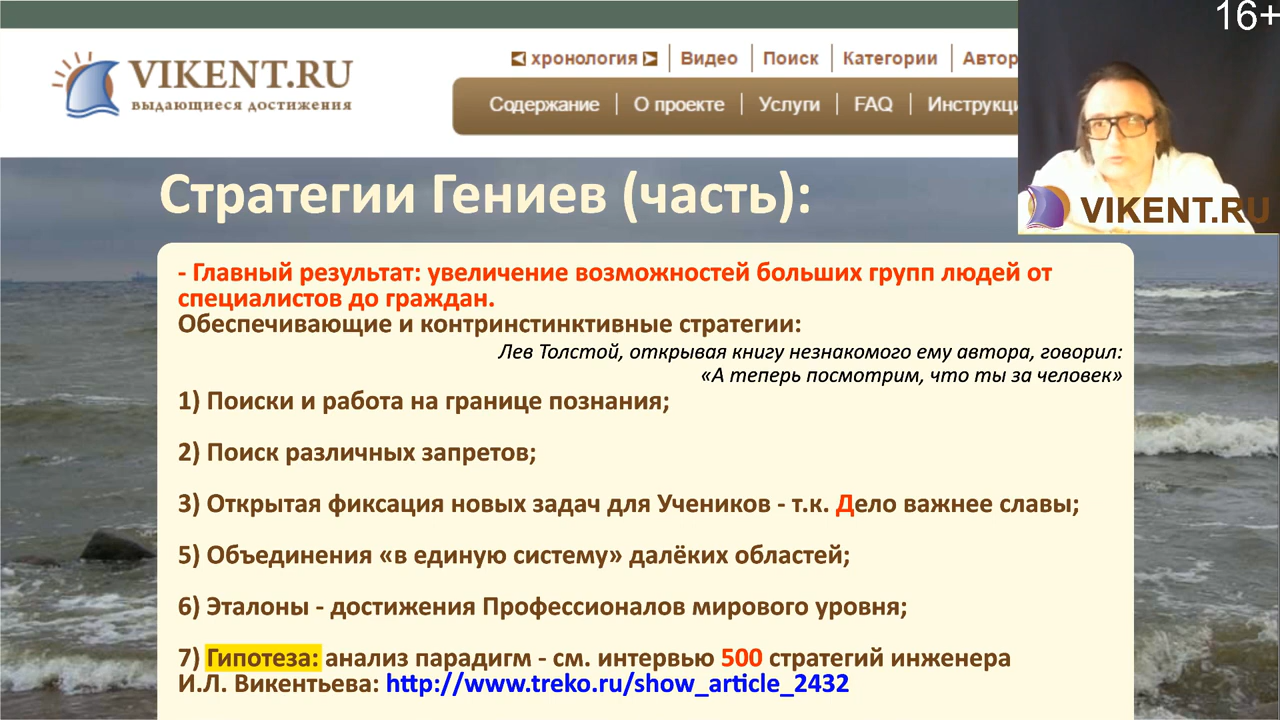 16+
VIKENT.RU
выдающиеся достижения
хронология
Видео
Поиск
Категории
Автор
Содержание
О проекте
Услуги
FAQ
Инструкци
VIKENT.RU
Стратегии Гениев (часть):
- Главный результат: увеличение возможностей больших групп людей от
специалистов до граждан.
Обеспечивающие и контринстинктивные стратегии:
Лев Толстой, открывая книгу незнакомого ему автора, говорил:
«А теперь посмотрим, что ты за человек»
1) Поиски и работа на границе познания;
2) Поиск различных запретов;
3) Открытая фиксация новых задач для Учеников - т.к. Дело важнее славы;
5) Объединения «в единую систему» далёких областей;
6) Эталоны - достижения Профессионалов мирового уровня;
7) Гипотеза: анализ парадигм - см. интервью 500 стратегий инженера
И.Л. Викентьева: http://www.treko.ru/show_article_2432